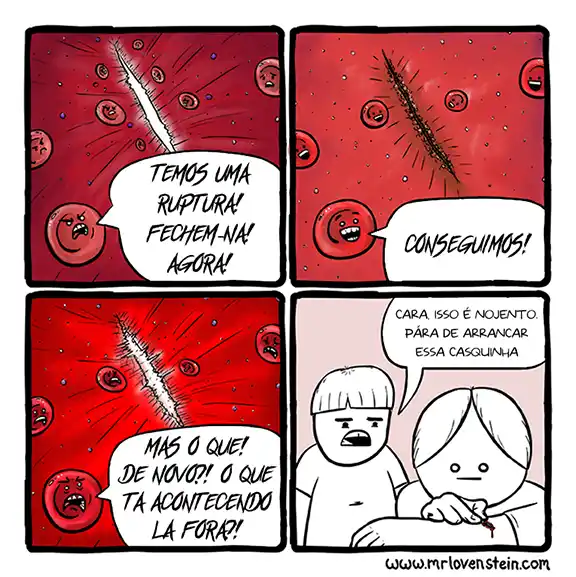 TEMOS UMA
RUPTURA!
FECHEM-NA!
AGORA!
CONSEGUIMOS!
MAS O QUE!
DE NOVO?! O QUE
TA ACONTECENDO
LA FORA?!
CARA, ISSO É NOJENTO.
PÁRA DE ARRANCAR
ESSA CASQUINHA
www.mrlovenstein.com